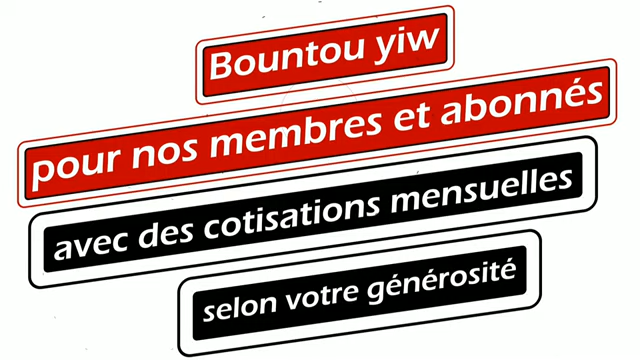 Bountou yiw
pour nos membres et abonnés
avec des cotisations mensuelles
selon votre générosité